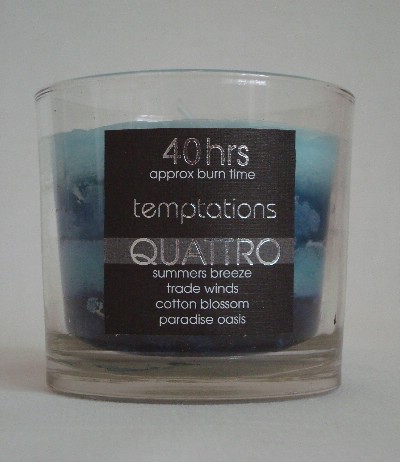 40hrs
approx burn time
temptations
QUATTRO
summers breeze
trade winds
cotton blossom
paradise oasis